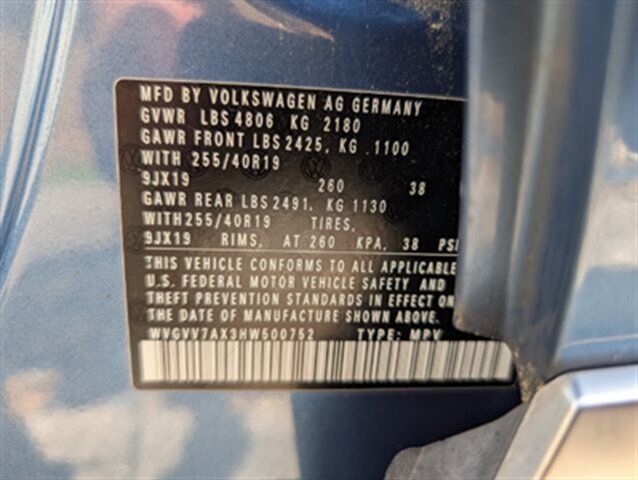 MFD BY VOLKSWAGEN AG GERMANY
GVWR LBS 4806 KG 2180
GAWR FRONT LBS 2425, KG .1100
WITH 255/40R19
9JX19 260 38
GAWR REAR LBS 2491, KG 1130
WITH 255/40R19 TIRES,
9JX19 RIMS, AT 260 KPA, 38 PSI
THIS VEHICLE CONFORMS TO ALL APPLICABLE
U.S. FEDERAL MOTOR VEHICLE SAFETY
THEFT PREVENTION STANDARDS IN EFFECT ON
THE DATE OF MANUFACTURE SHOWN ABOVE.
WVGVV7AX3HW500752 TYPE: MPV